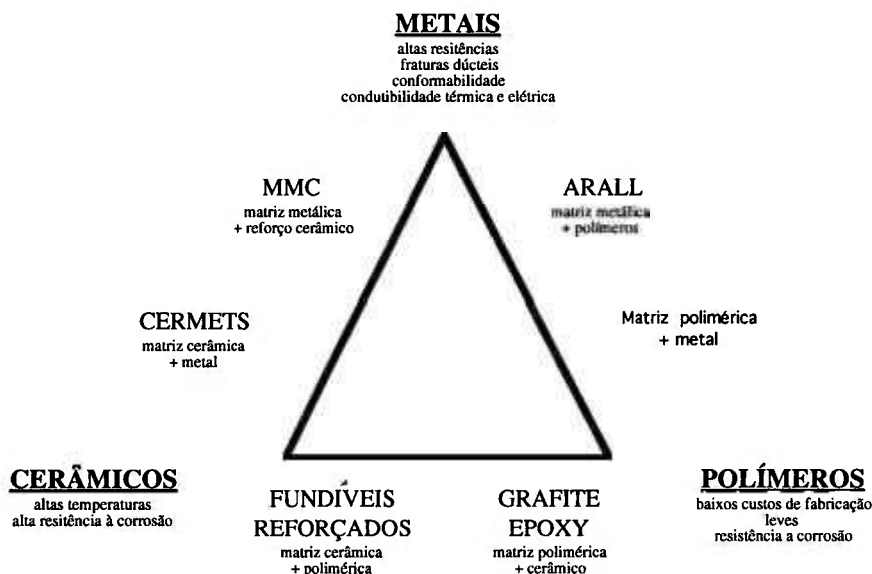 METAIS
altas resitências
fraturas dúcteis
conformabilidade
condutibilidade térmica e elétrica
MMC
matriz metálica
+ reforço cerâmico
ARALL
matriz metálica
+ polímeros
CERMETS
matriz cerâmica
+ metal
Matriz polimérica
+ metal
CERÂMICOS
altas temperaturas
alta resitência à corrosão
FUNDÍVEIS
REFORÇADOS
matriz cerâmica
+ polimérica
GRAFITE
EPOXY
matriz polimérica
+ cerâmico
POLÍMEROS
baixos custos de fabricação
leves
resistência a corrosão